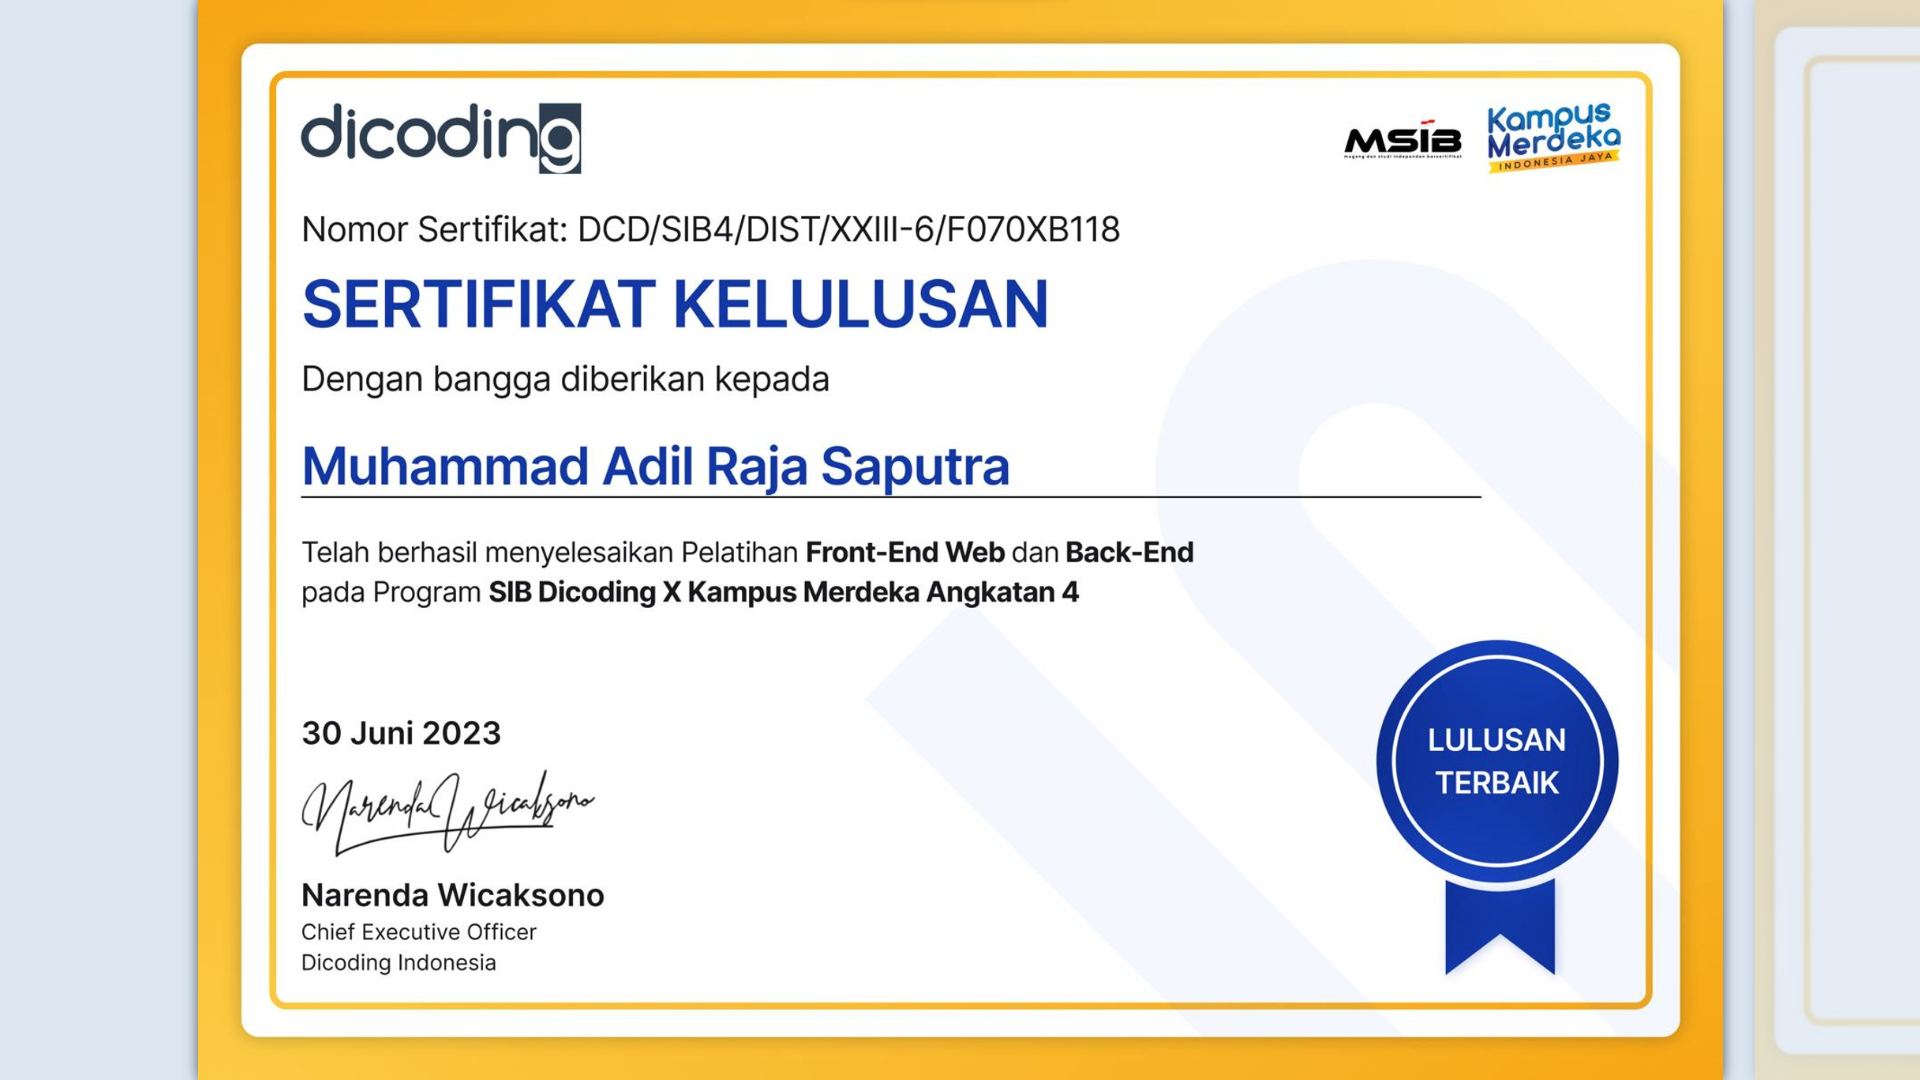 dicoding
MSIB
magang dan studi independen bersertifikat
Kampus
Merdeka
INDONESIA JAYA
Nomor Sertifikat: DCD/SIB4/DIST/XXIII-6/F070XB118
SERTIFIKAT KELULUSAN
Dengan bangga diberikan kepada
Muhammad Adil Raja Saputra
Telah berhasil menyelesaikan Pelatihan Front-End Web dan Back-End
pada Program SIB Dicoding X Kampus Merdeka Angkatan 4
30 Juni 2023
Narenda Wicaksono
Narenda Wicaksono
Chief Executive Officer
Dicoding Indonesia
LULUSAN
TERBAIK